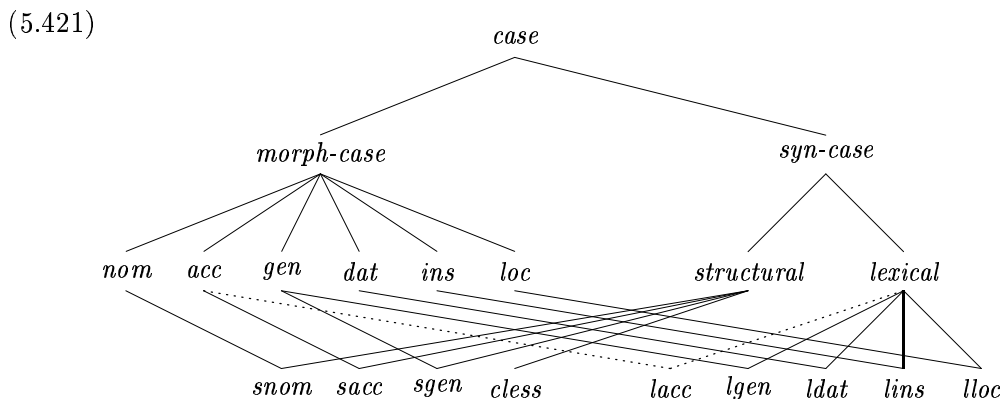 (5.421)
case
morph-case syn-case
nom acc gen dat ins loc structural lexical
snom sacc sgen cless lacc lgen ldat lins lloc